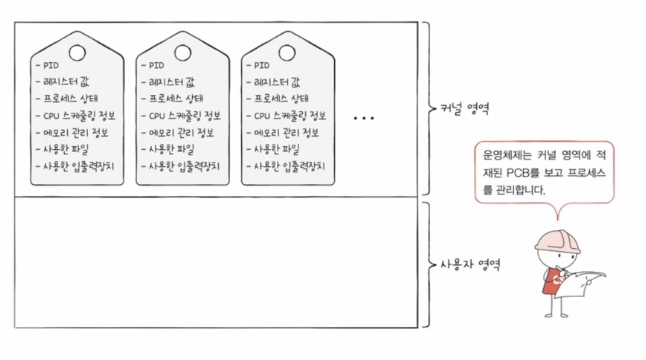 - PID
- 레지스터 값
- 프로세스 상태
- CPU 스케줄링 정보
- 메모리 관리 정보
- 사용한 파일
- 사용한 입출력장치
- PID
- 레지스터 값
- 프로세스 상태
- CPU 스케줄링 정보
- 메모리 관리 정보
- 사용한 파일
- 사용한 입출력장치
- PID
- 레지스터 값
- 프로세스 상태
- CPU 스케줄링 정보
- 메모리 관리 정보
- 사용한 파일
- 사용한 입출력장치
...
커널 영역
운영체제는 커널 영역에 적
재된 PCB를 보고 프로세스
를 관리합니다.
사용자 영역